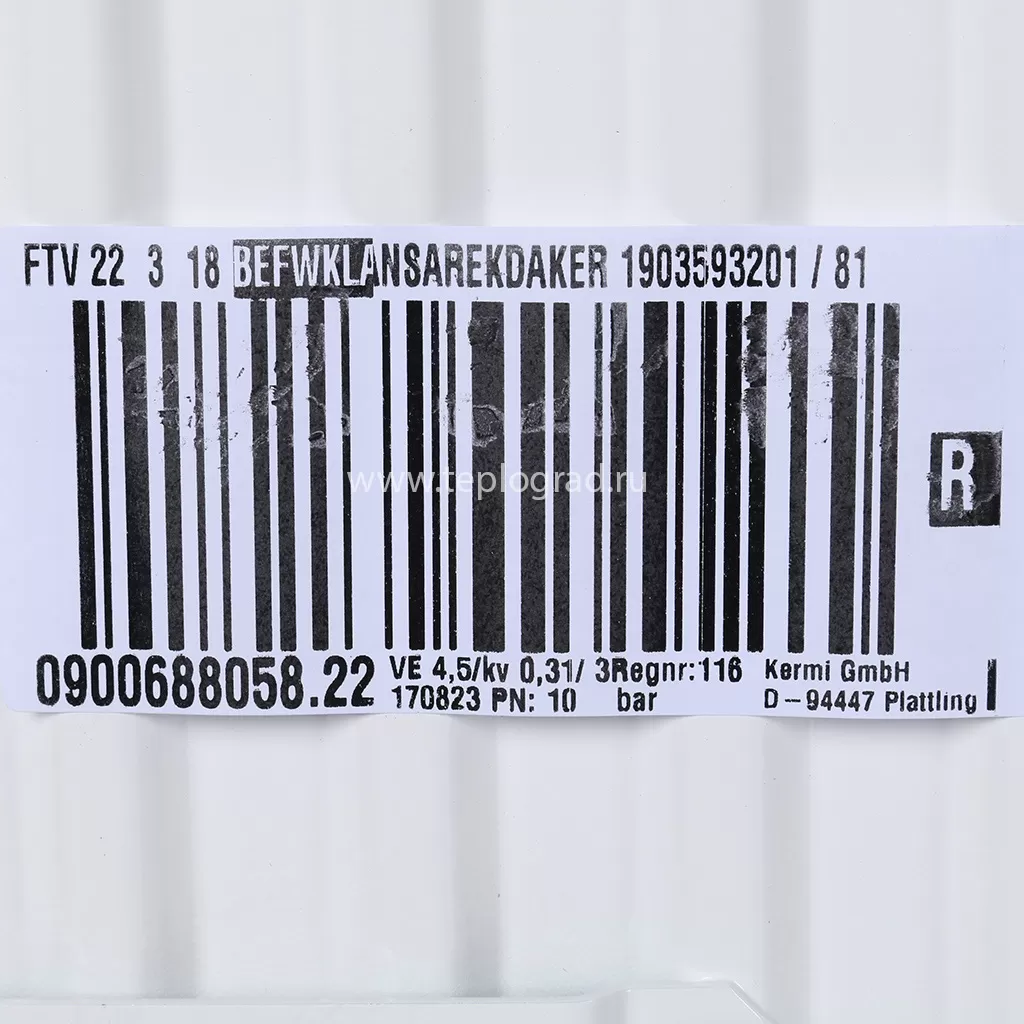 FTV 22 3 18 BEFWKLANSAREKDAKER 1903593201 / 81
www.teplograd.ru
R
0900688058.22
VE 4,5/kv 0,31/ 3Regnr:116
170823 PN: 10 bar
Kermi GmbH
D-94447 Plattling